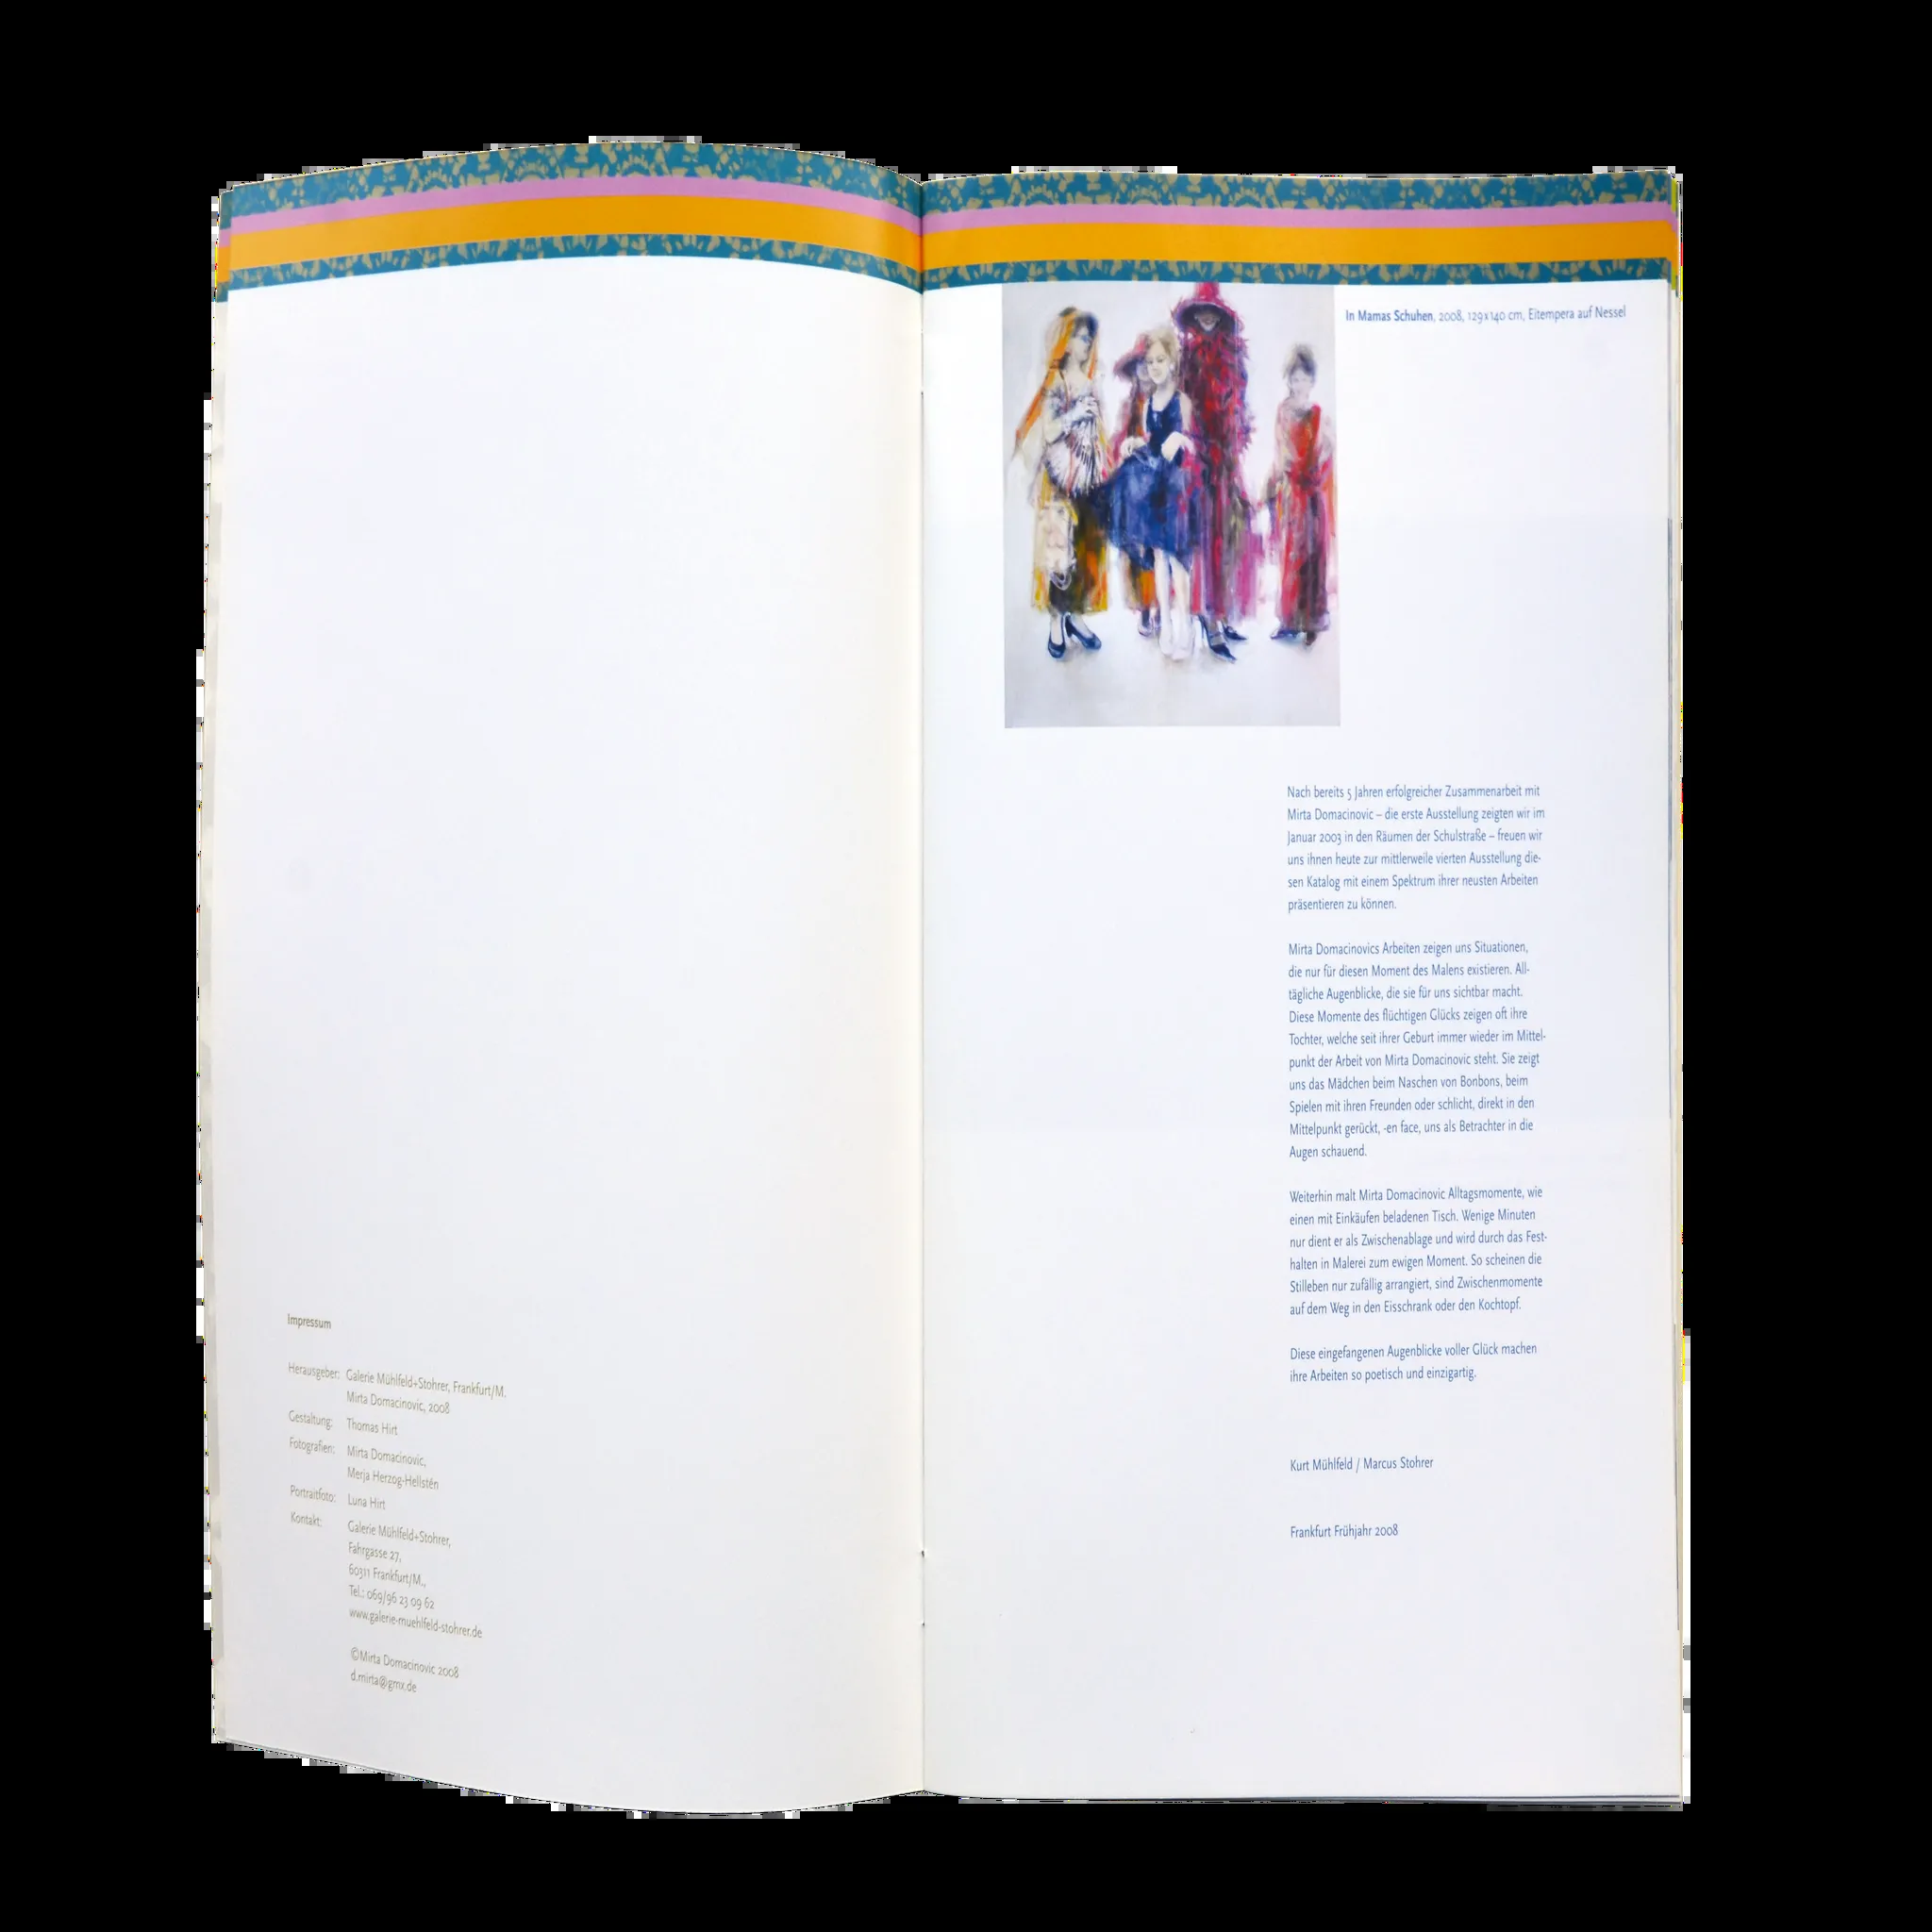 Impressum
Herausgeber: Galerie Mühlfeld+Stohrer, Frankfurt/M.
Mirta Domacinovic, 2008
Gestaltung: Thomas Hirt
Fotografien: Mirta Domacinovic,
Merja Herzog-Hellstén
Portraitfoto: Luna Hirt
Kontakt: Galerie Mühlfeld+Stohrer,
Fahrgasse 27,
60311 Frankfurt/M.,
Tel.: 069/96 23 09 62
www.galerie-muehlfeld-stohrer.de
©Mirta Domacinovic 2008
d.mirta@gmx.de
In Mamas Schuhen, 2008, 129x140 cm, Eitempera auf Nessel
Nach bereits 5 Jahren erfolgreicher Zusammenarbeit mit
Mirta Domacinovic – die erste Ausstellung zeigten wir im
Januar 2003 in den Räumen der Schulstraße – freuen wir
uns ihnen heute zur mittlerweile vierten Ausstellung die-
sen Katalog mit einem Spektrum ihrer neusten Arbeiten
präsentieren zu können.
Mirta Domacinovics Arbeiten zeigen uns Situationen,
die nur für diesen Moment des Malens existieren. All-
tägliche Augenblicke, die sie für uns sichtbar macht.
Diese Momente des flüchtigen Glücks zeigen oft ihre
Tochter, welche seit ihrer Geburt immer wieder im Mittel-
punkt der Arbeit von Mirta Domacinovic steht. Sie zeigt
uns das Mädchen beim Naschen von Bonbons, beim
Spielen mit ihren Freunden oder schlicht, direkt in den
Mittelpunkt gerückt, -en face, uns als Betrachter in die
Augen schauend.
Weiterhin malt Mirta Domacinovic Alltagsmomente, wie
einen mit Einkäufen beladenen Tisch. Wenige Minuten
nur dient er als Zwischenablage und wird durch das Fest-
halten in Malerei zum ewigen Moment. So scheinen die
Stilleben nur zufällig arrangiert, sind Zwischenmomente
auf dem Weg in den Eisschrank oder den Kochtopf.
Diese eingefangenen Augenblicke voller Glück machen
ihre Arbeiten so poetisch und einzigartig.
Kurt Mühlfeld / Marcus Stohrer
Frankfurt Frühjahr 2008